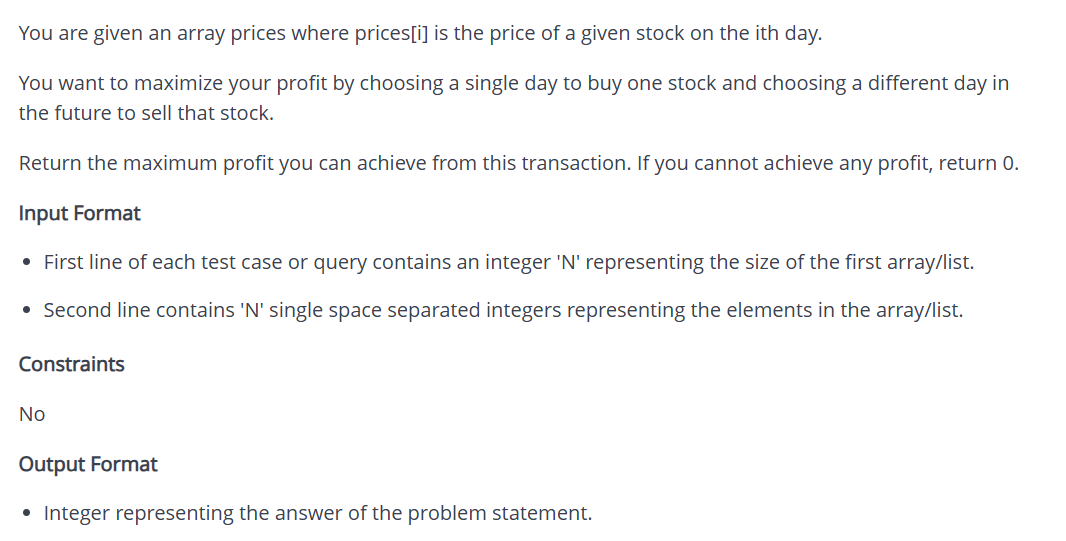 You are given an array prices where prices[i] is the price of a given stock on the ith day.
You want to maximize your profit by choosing a single day to buy one stock and choosing a different day in
the future to sell that stock.
Return the maximum profit you can achieve from this transaction. If you cannot achieve any profit, return 0.
Input Format
• First line of each test case or query contains an integer 'N' representing the size of the first array/list.
• Second line contains 'N' single space separated integers representing the elements in the array/list.
Constraints
No
Output Format
• Integer representing the answer of the problem statement.